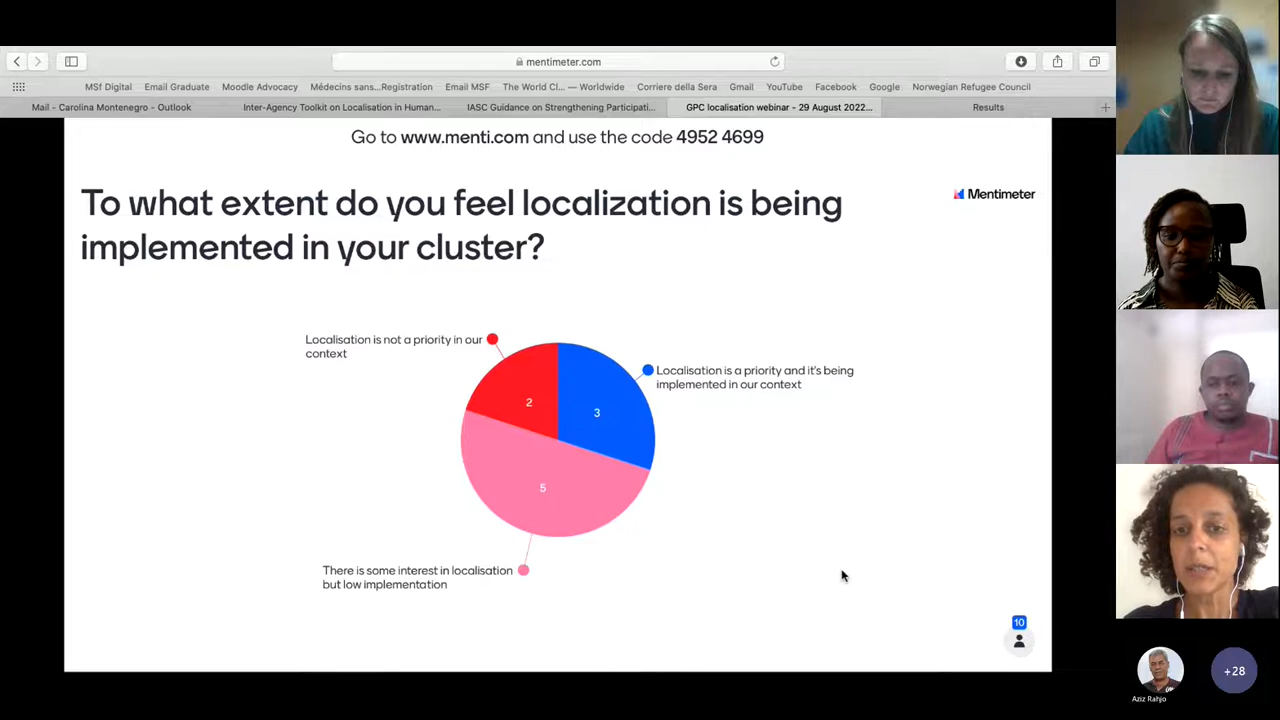 mentimeter.com
MSf Digital Email Graduate Moodle Advocacy Médecins sans...Registration Email MSF The World Cl... — Worldwide Corriere della Sera Gmail YouTube Facebook Google Norwegian Refugee Council
Mail - Carolina Montenegro - Outlook Inter-Agency Toolkit on Localisation in Human... IASC Guidance on Strengthening Participati... GPC localisation webinar - 29 August 2022... Results
Go to www.menti.com and use the code 4952 4699
To what extent do you feel localization is being
implemented in your cluster?
Mentimeter
Localisation is not a priority in our
context
Localisation is a priority and it's being
implemented in our context
2
3
5
There is some interest in localisation
but low implementation
10
Aziz Rahjo
+28